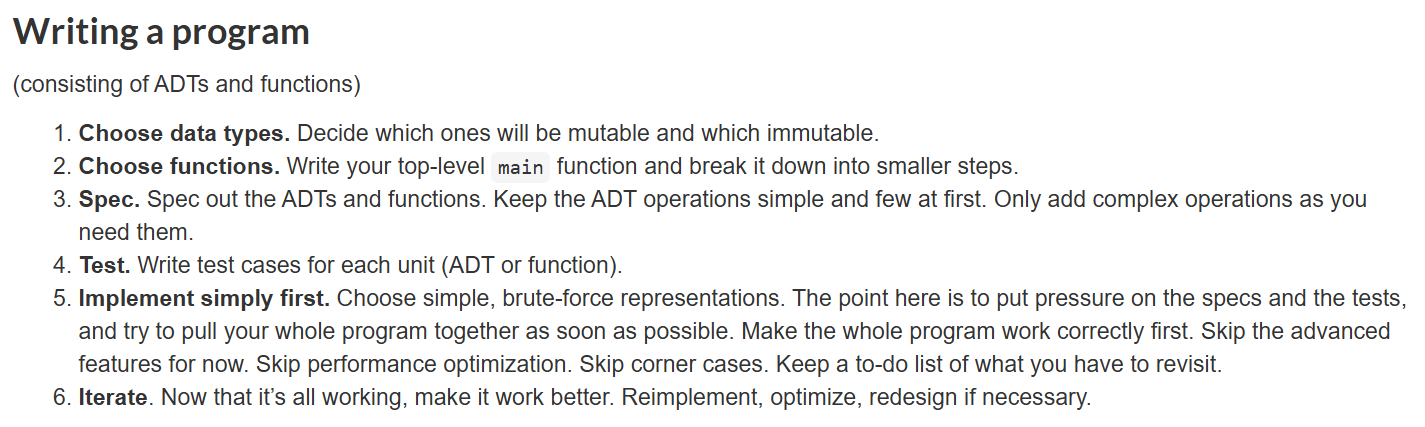 Writing a program
(consisting of ADTs and functions)
1. Choose data types. Decide which ones will be mutable and which immutable.
2. Choose functions. Write your top-level main function and break it down into smaller steps.
3. Spec. Spec out the ADTs and functions. Keep the ADT operations simple and few at first. Only add complex operations as you
need them.
4. Test. Write test cases for each unit (ADT or function).
5. Implement simply first. Choose simple, brute-force representations. The point here is to put pressure on the specs and the tests,
and try to pull your whole program together as soon as possible. Make the whole program work correctly first. Skip the advanced
features for now. Skip performance optimization. Skip corner cases. Keep a to-do list of what you have to revisit.
6. Iterate. Now that it’s all working, make it work better. Reimplement, optimize, redesign if necessary.